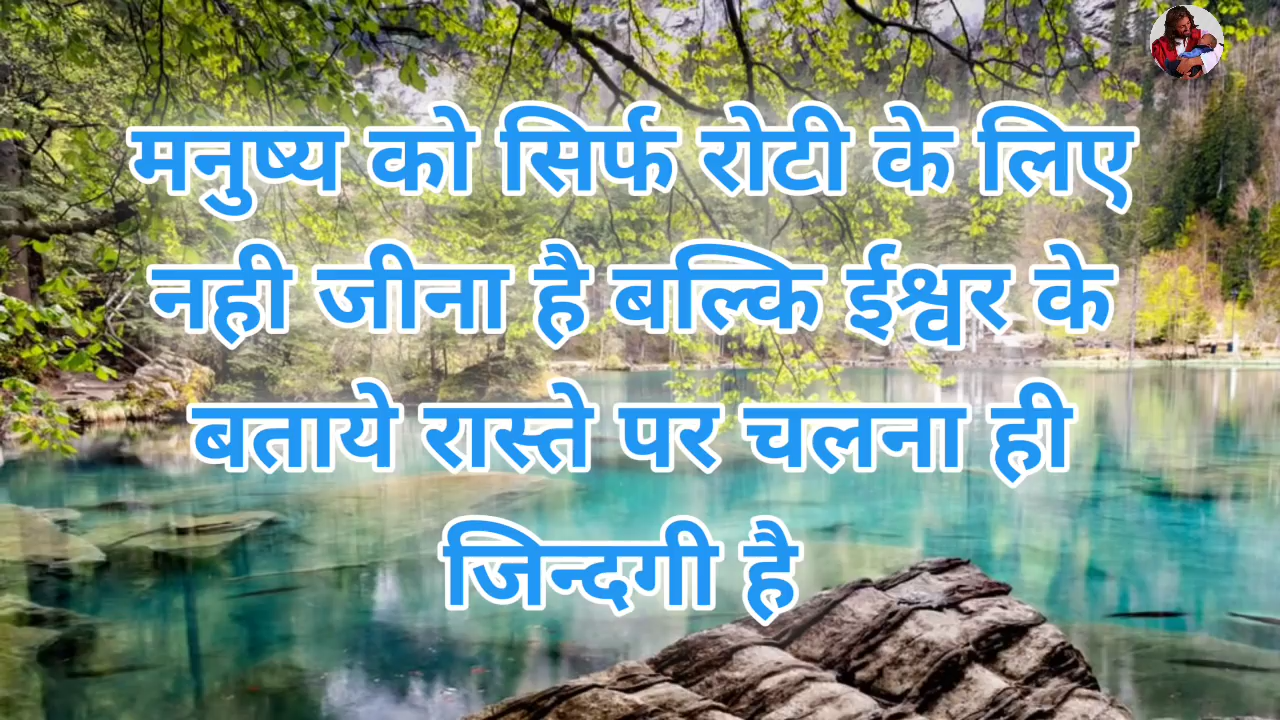 मनुष्य को सिर्फ रोटी के लिए
नही जीना है बल्कि ईश्वर के
बताये रास्ते पर चलना ही
जिन्दगी है